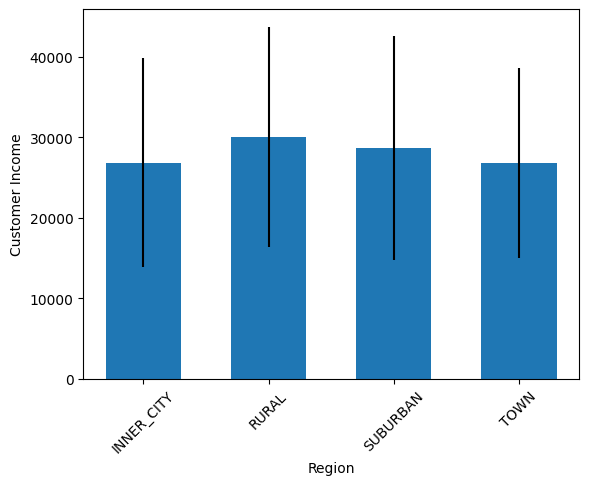 40000
30000
20000
10000
0
Customer Income
INNER_CITY
RURAL
SUBURBAN
TOWN
Region